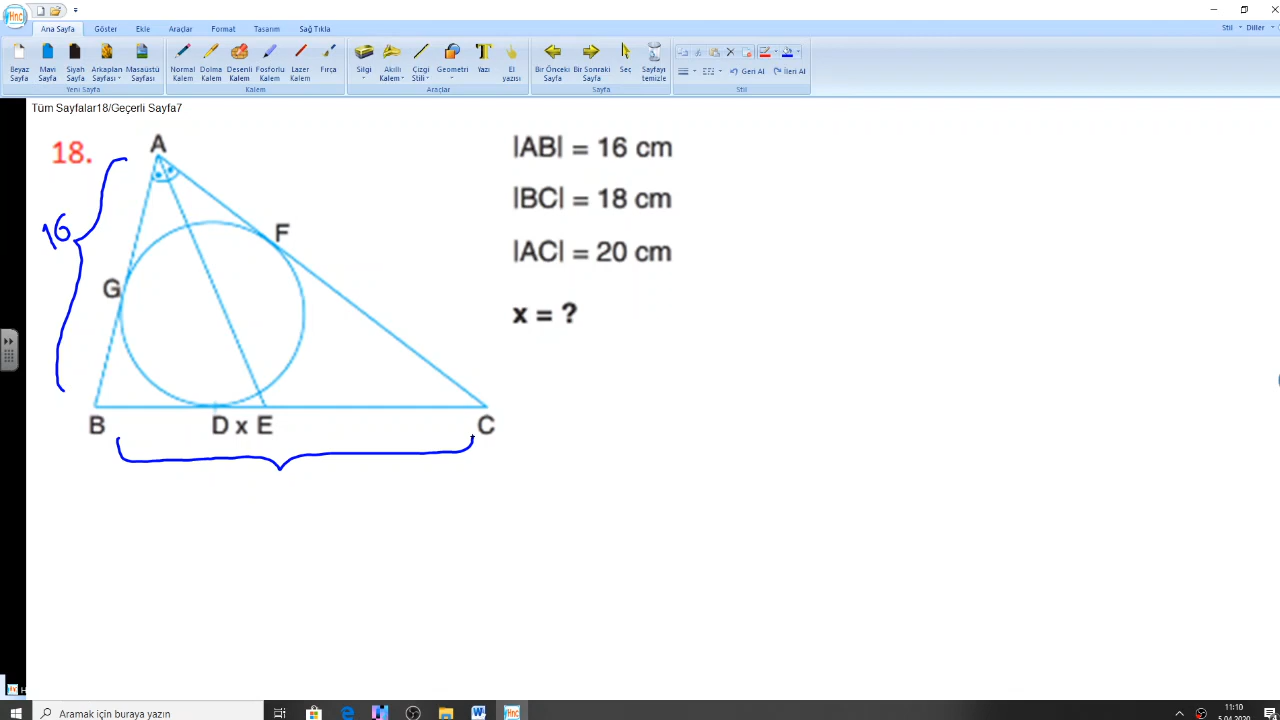 Ana Sayfa Göster Ekle Araçlar Format Tasarım Sağ Tıkla
Stil Diller
Beyaz Sayfa Mavi Sayfa Siyah Sayfa Arkaplan Sayfası Masaüstü Sayfası
Normal Kalem Dolma Kalem Desenli Kalem Fosforlu Kalem Lazer Kalem Fırça
Silgi Akıllı Kalem Çizgi Stili Geometri Yazı El yazısı
Bir Önceki Sayfa Bir Sonraki Sayfa Seç Sayfayı temizle
Geri Al İleri Al
Yeni Sayfa Kalem Araçlar Sayfa Stil
Tüm Sayfalar18/Geçerli Sayfa7
18.
A
|AB| = 16 cm
|BC| = 18 cm
16
F
|AC| = 20 cm
G
x = ?
B D x E C
Aramak için buraya yazın
11:10
5.04.2020